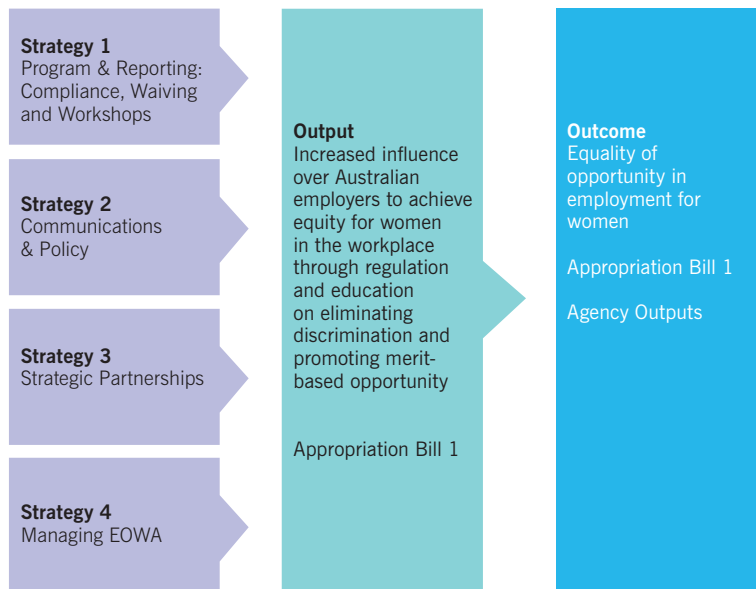 Strategy 1
Program & Reporting:
Compliance, Waiving
and Workshops
Strategy 2
Communications
& Policy
Strategy 3
Strategic Partnerships
Strategy 4
Managing EOWA
Output
Increased influence
over Australian
employers to achieve
equity for women
in the workplace
through regulation
and education
on eliminating
discrimination and
promoting merit-
based opportunity
Appropriation Bill 1
Outcome
Equality of
opportunity in
employment for
women
Appropriation Bill 1
Agency Outputs